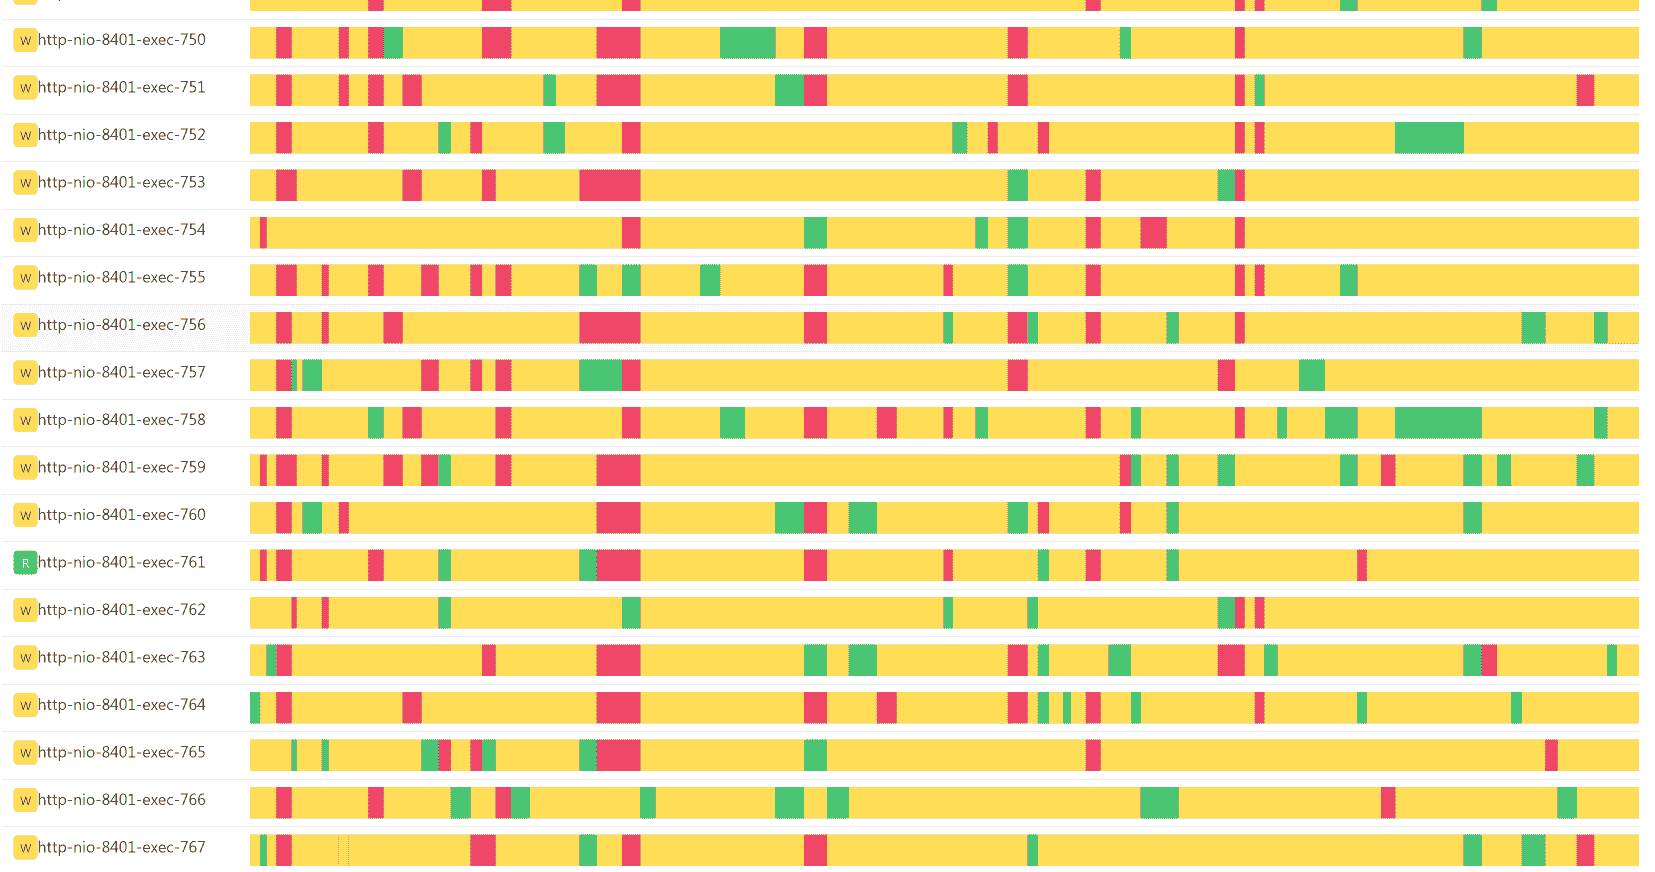 W http-nio-8401-exec-750
W http-nio-8401-exec-751
W http-nio-8401-exec-752
W http-nio-8401-exec-753
W http-nio-8401-exec-754
W http-nio-8401-exec-755
W http-nio-8401-exec-756
W http-nio-8401-exec-757
W http-nio-8401-exec-758
W http-nio-8401-exec-759
W http-nio-8401-exec-760
R http-nio-8401-exec-761
W http-nio-8401-exec-762
W http-nio-8401-exec-763
W http-nio-8401-exec-764
W http-nio-8401-exec-765
W http-nio-8401-exec-766
W http-nio-8401-exec-767